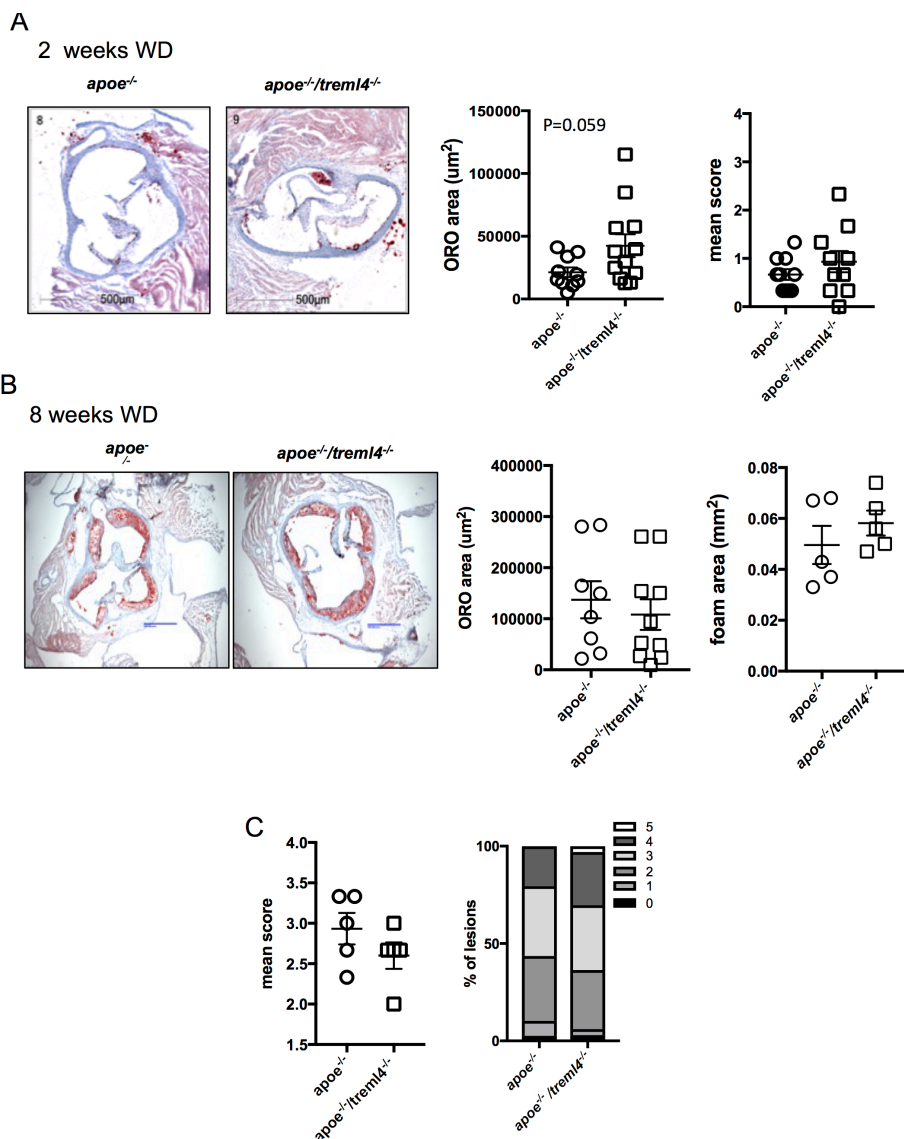 A
2 weeks WD
apoe-/-
apoe-/-/treml4-/-
8
500µm
9
500µm
150000
100000
50000
0
ORO area (um²)
P=0.059
apoe-/-
apoe-/-/treml4-/-
4
3
2
1
0
mean score
apoe-/-
apoe-/-/treml4-/-
B
8 weeks WD
apoe-
/-
apoe-/-/treml4-/-
400000
300000
200000
100000
0
ORO area (um²)
apoe-/-
apoe-/-/treml4-/-
0.08
0.06
0.04
0.02
0.00
foam area (mm²)
apoe-/-
apoe-/-/treml4-/-
C
4.0
3.5
3.0
2.5
2.0
1.5
mean score
apoe-/-
apoe-/-/treml4-/-
100
50
0
% of lesions
apoe-/-
apoe-/-/treml4-/-
5
4
3
2
1
0